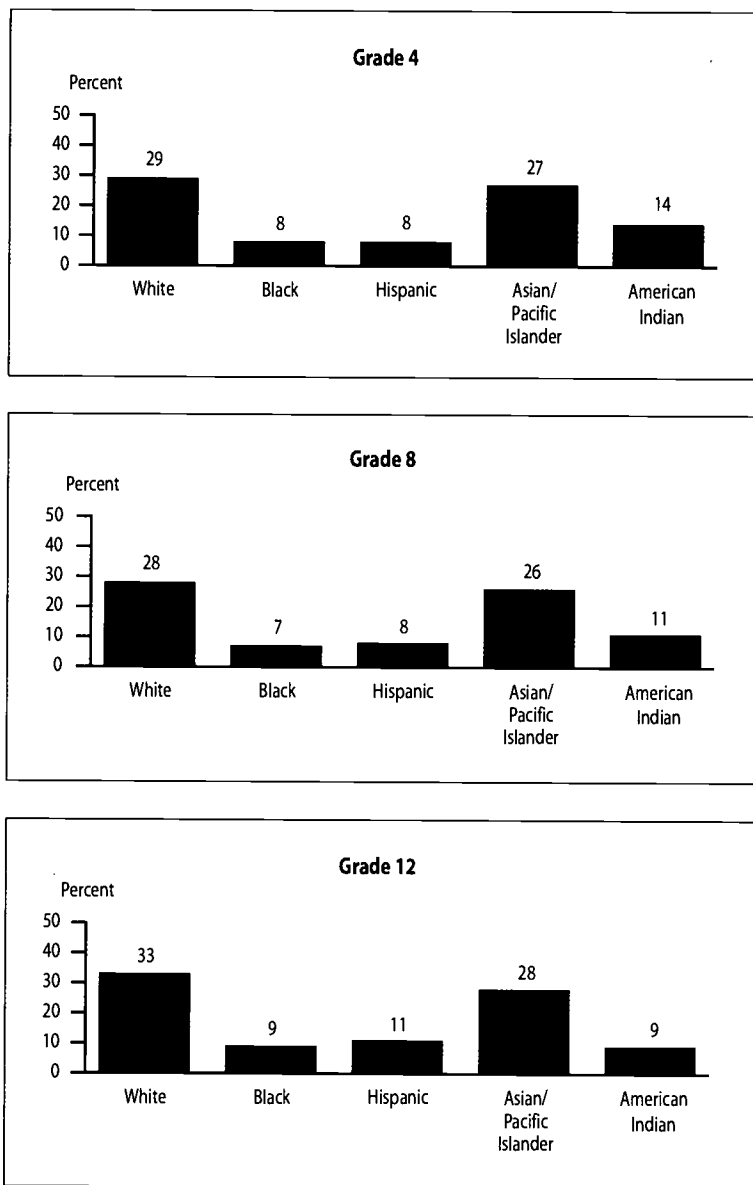 Grade 4
Percent
50
40
30
20
10
0
29
8
8
27
14
White
Black
Hispanic
Asian/
Pacific
Islander
American
Indian
Grade 8
Percent
50
40
30
20
10
0
28
7
8
26
11
White
Black
Hispanic
Asian/
Pacific
Islander
American
Indian
Grade 12
Percent
50
40
30
20
10
0
33
9
11
28
9
White
Black
Hispanic
Asian/
Pacific
Islander
American
Indian